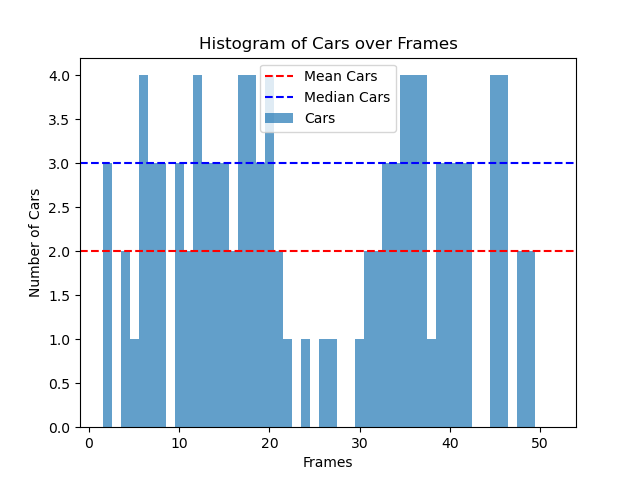 Histogram of Cars over Frames
Mean Cars
Median Cars
Cars
Number of Cars
4.0
3.5
3.0
2.5
2.0
1.5
1.0
0.5
0.0
0 10 20 30 40 50
Frames